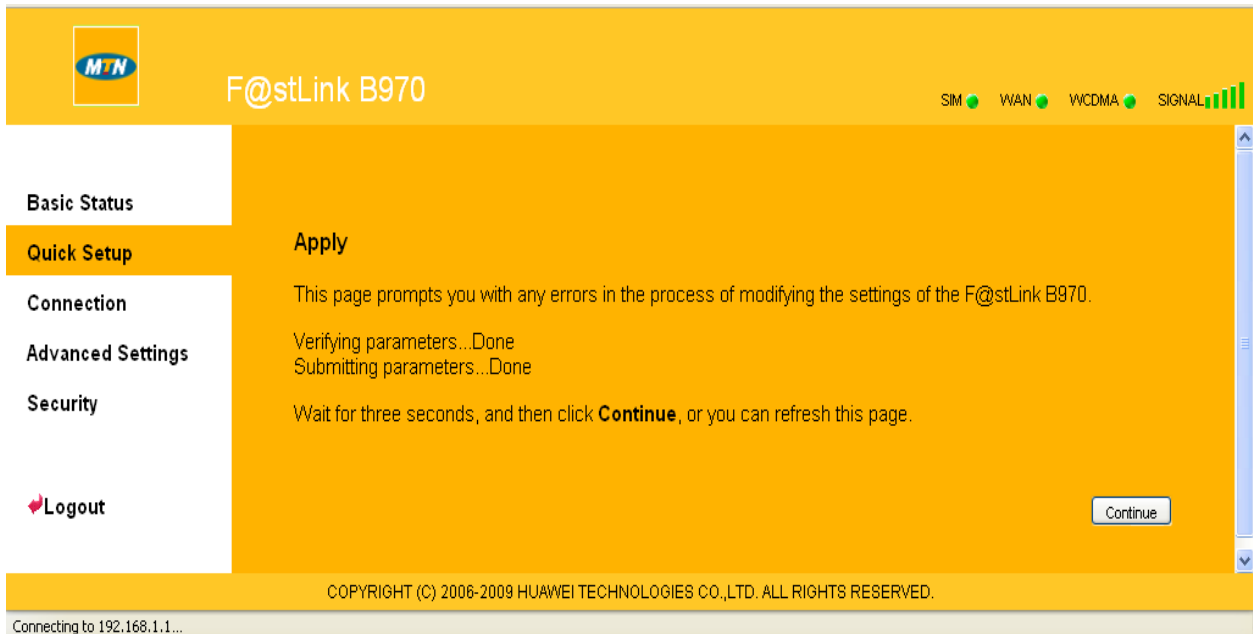 MTN
F@stLink B970
SIM WAN WCDMA SIGNAL
Basic Status
Quick Setup
Connection
Advanced Settings
Security
Logout
Apply
This page prompts you with any errors in the process of modifying the settings of the F@stLink B970.
Verifying parameters...Done
Submitting parameters...Done
Wait for three seconds, and then click Continue, or you can refresh this page.
Continue
COPYRIGHT (C) 2006-2009 HUAWEI TECHNOLOGIES CO.,LTD. ALL RIGHTS RESERVED.
Connecting to 192.168.1.1...